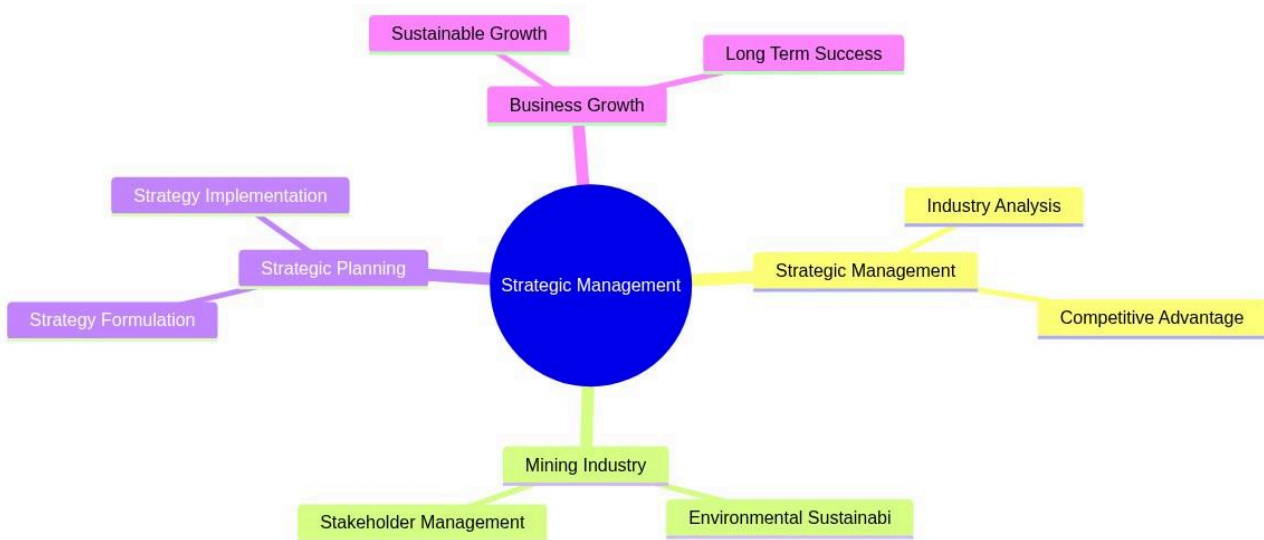 Sustainable Growth
Long Term Success
Business Growth
Strategy Implementation
Industry Analysis
Strategic Planning
Strategic Management
Strategic Management
Strategy Formulation
Competitive Advantage
Mining Industry
Stakeholder Management
Environmental Sustainabi